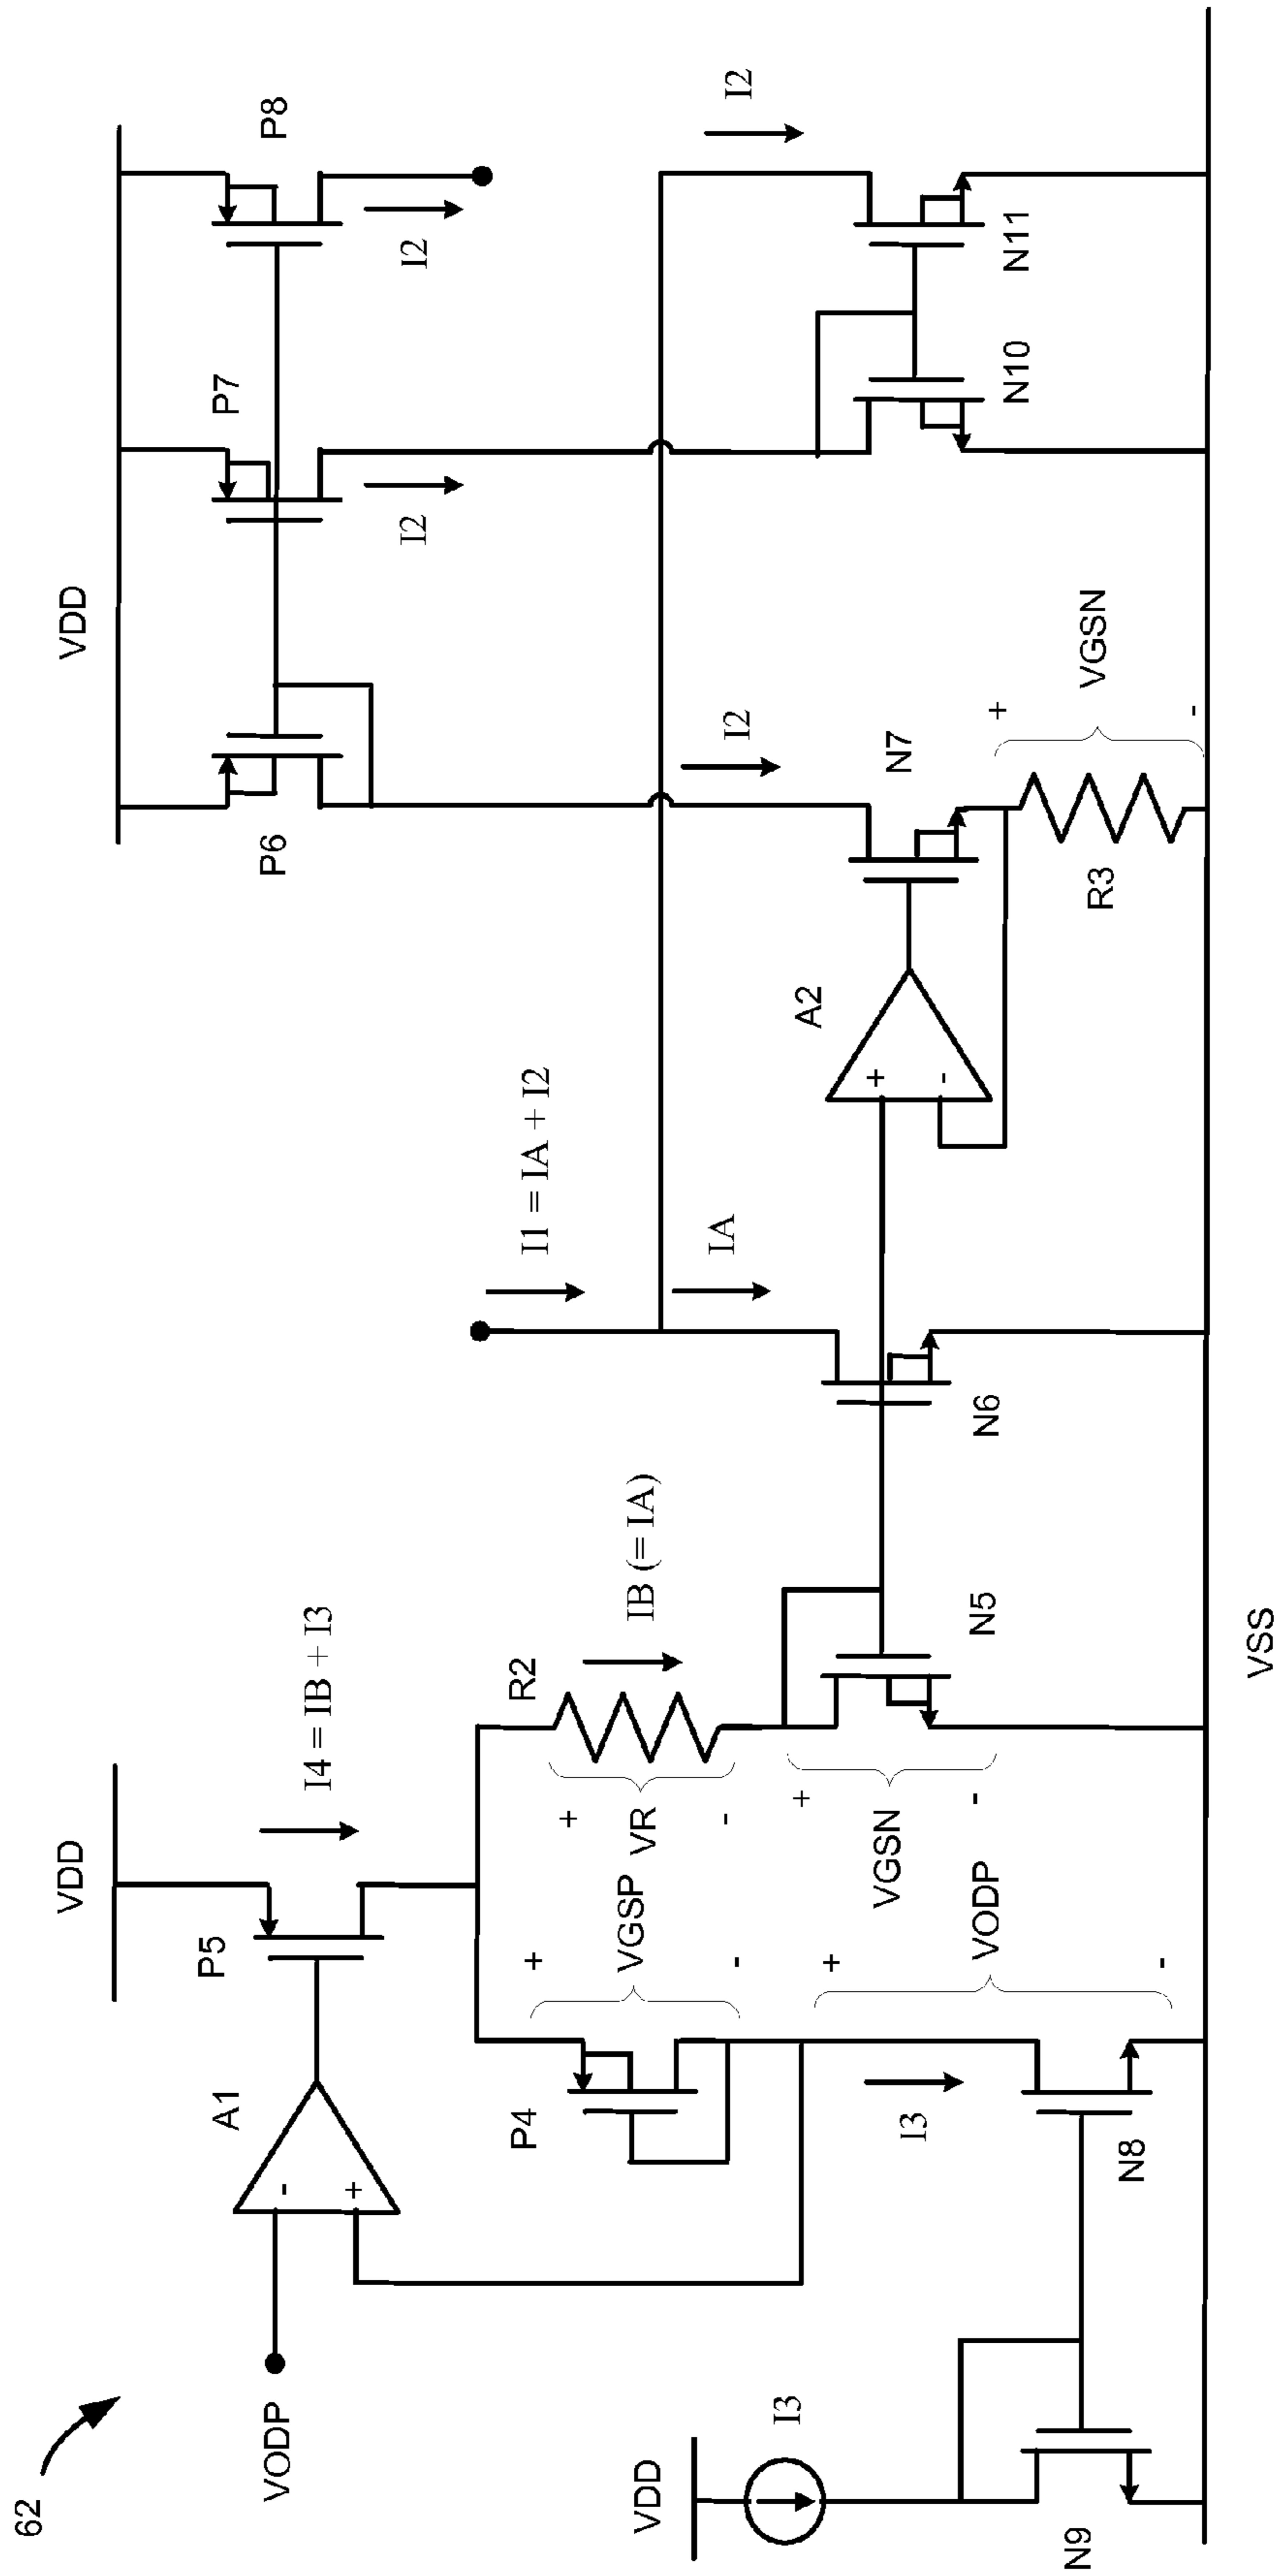 62
VODP
VDD
I3
N9
A1
-
+
P5
VDD
I4 = IB + I3
P4
+
VGSP
-
+
VODP
-
I3
N8
R2
+
VR
-
IB (= IA)
+
VGSN
-
N5
VSS
I1 = IA + I2
IA
N6
A2
+
-
I2
N7
R3
+
VGSN
-
VDD
P6
P7
I2
P8
I2
I2
N10
N11